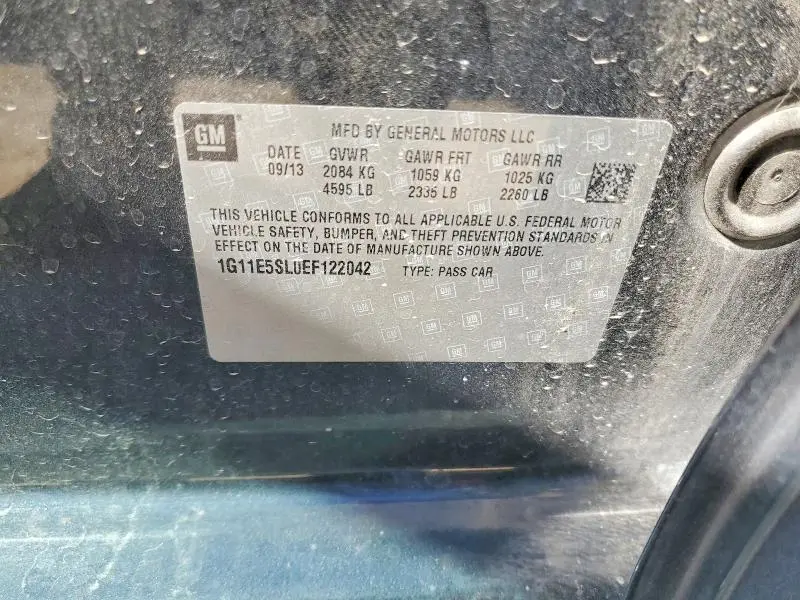 GM
MFD BY GENERAL MOTORS LLC
DATE GVWR GAWR FRT GAWR RR
09/13 2084 KG 1059 KG 1025 KG
4595 LB 2335 LB 2260 LB
THIS VEHICLE CONFORMS TO ALL APPLICABLE U.S. FEDERAL MOTOR
VEHICLE SAFETY, BUMPER, AND THEFT PREVENTION STANDARDS IN
EFFECT ON THE DATE OF MANUFACTURE SHOWN ABOVE.
1G11E5SL0EF122042 TYPE: PASS CAR